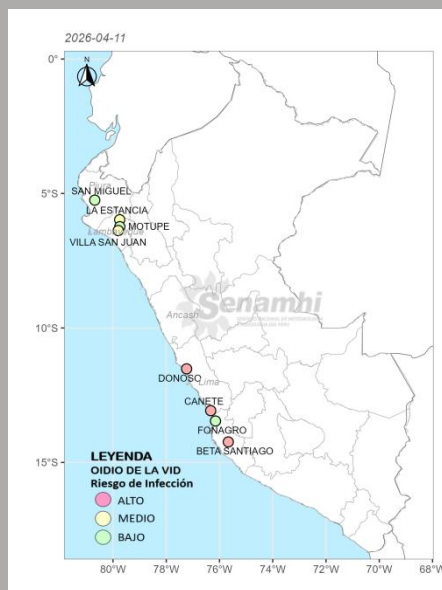 2026-04-11
N
0°
Piura
SAN MIGUEL
5°S
LA ESTANCIA
MOTUPE
Lambayeque
VILLA SAN JUAN
Senamhi
10°S
Ancash
DONOSO
Lima
CANETE
FONAGRO
BETA SANTIAGO
15°S
LEYENDA
OIDIO DE LA VID
Riesgo de Infección
ALTO
MEDIO
BAJO
80°W 78°W 76°W 74°W 72°W 70°W 68°W